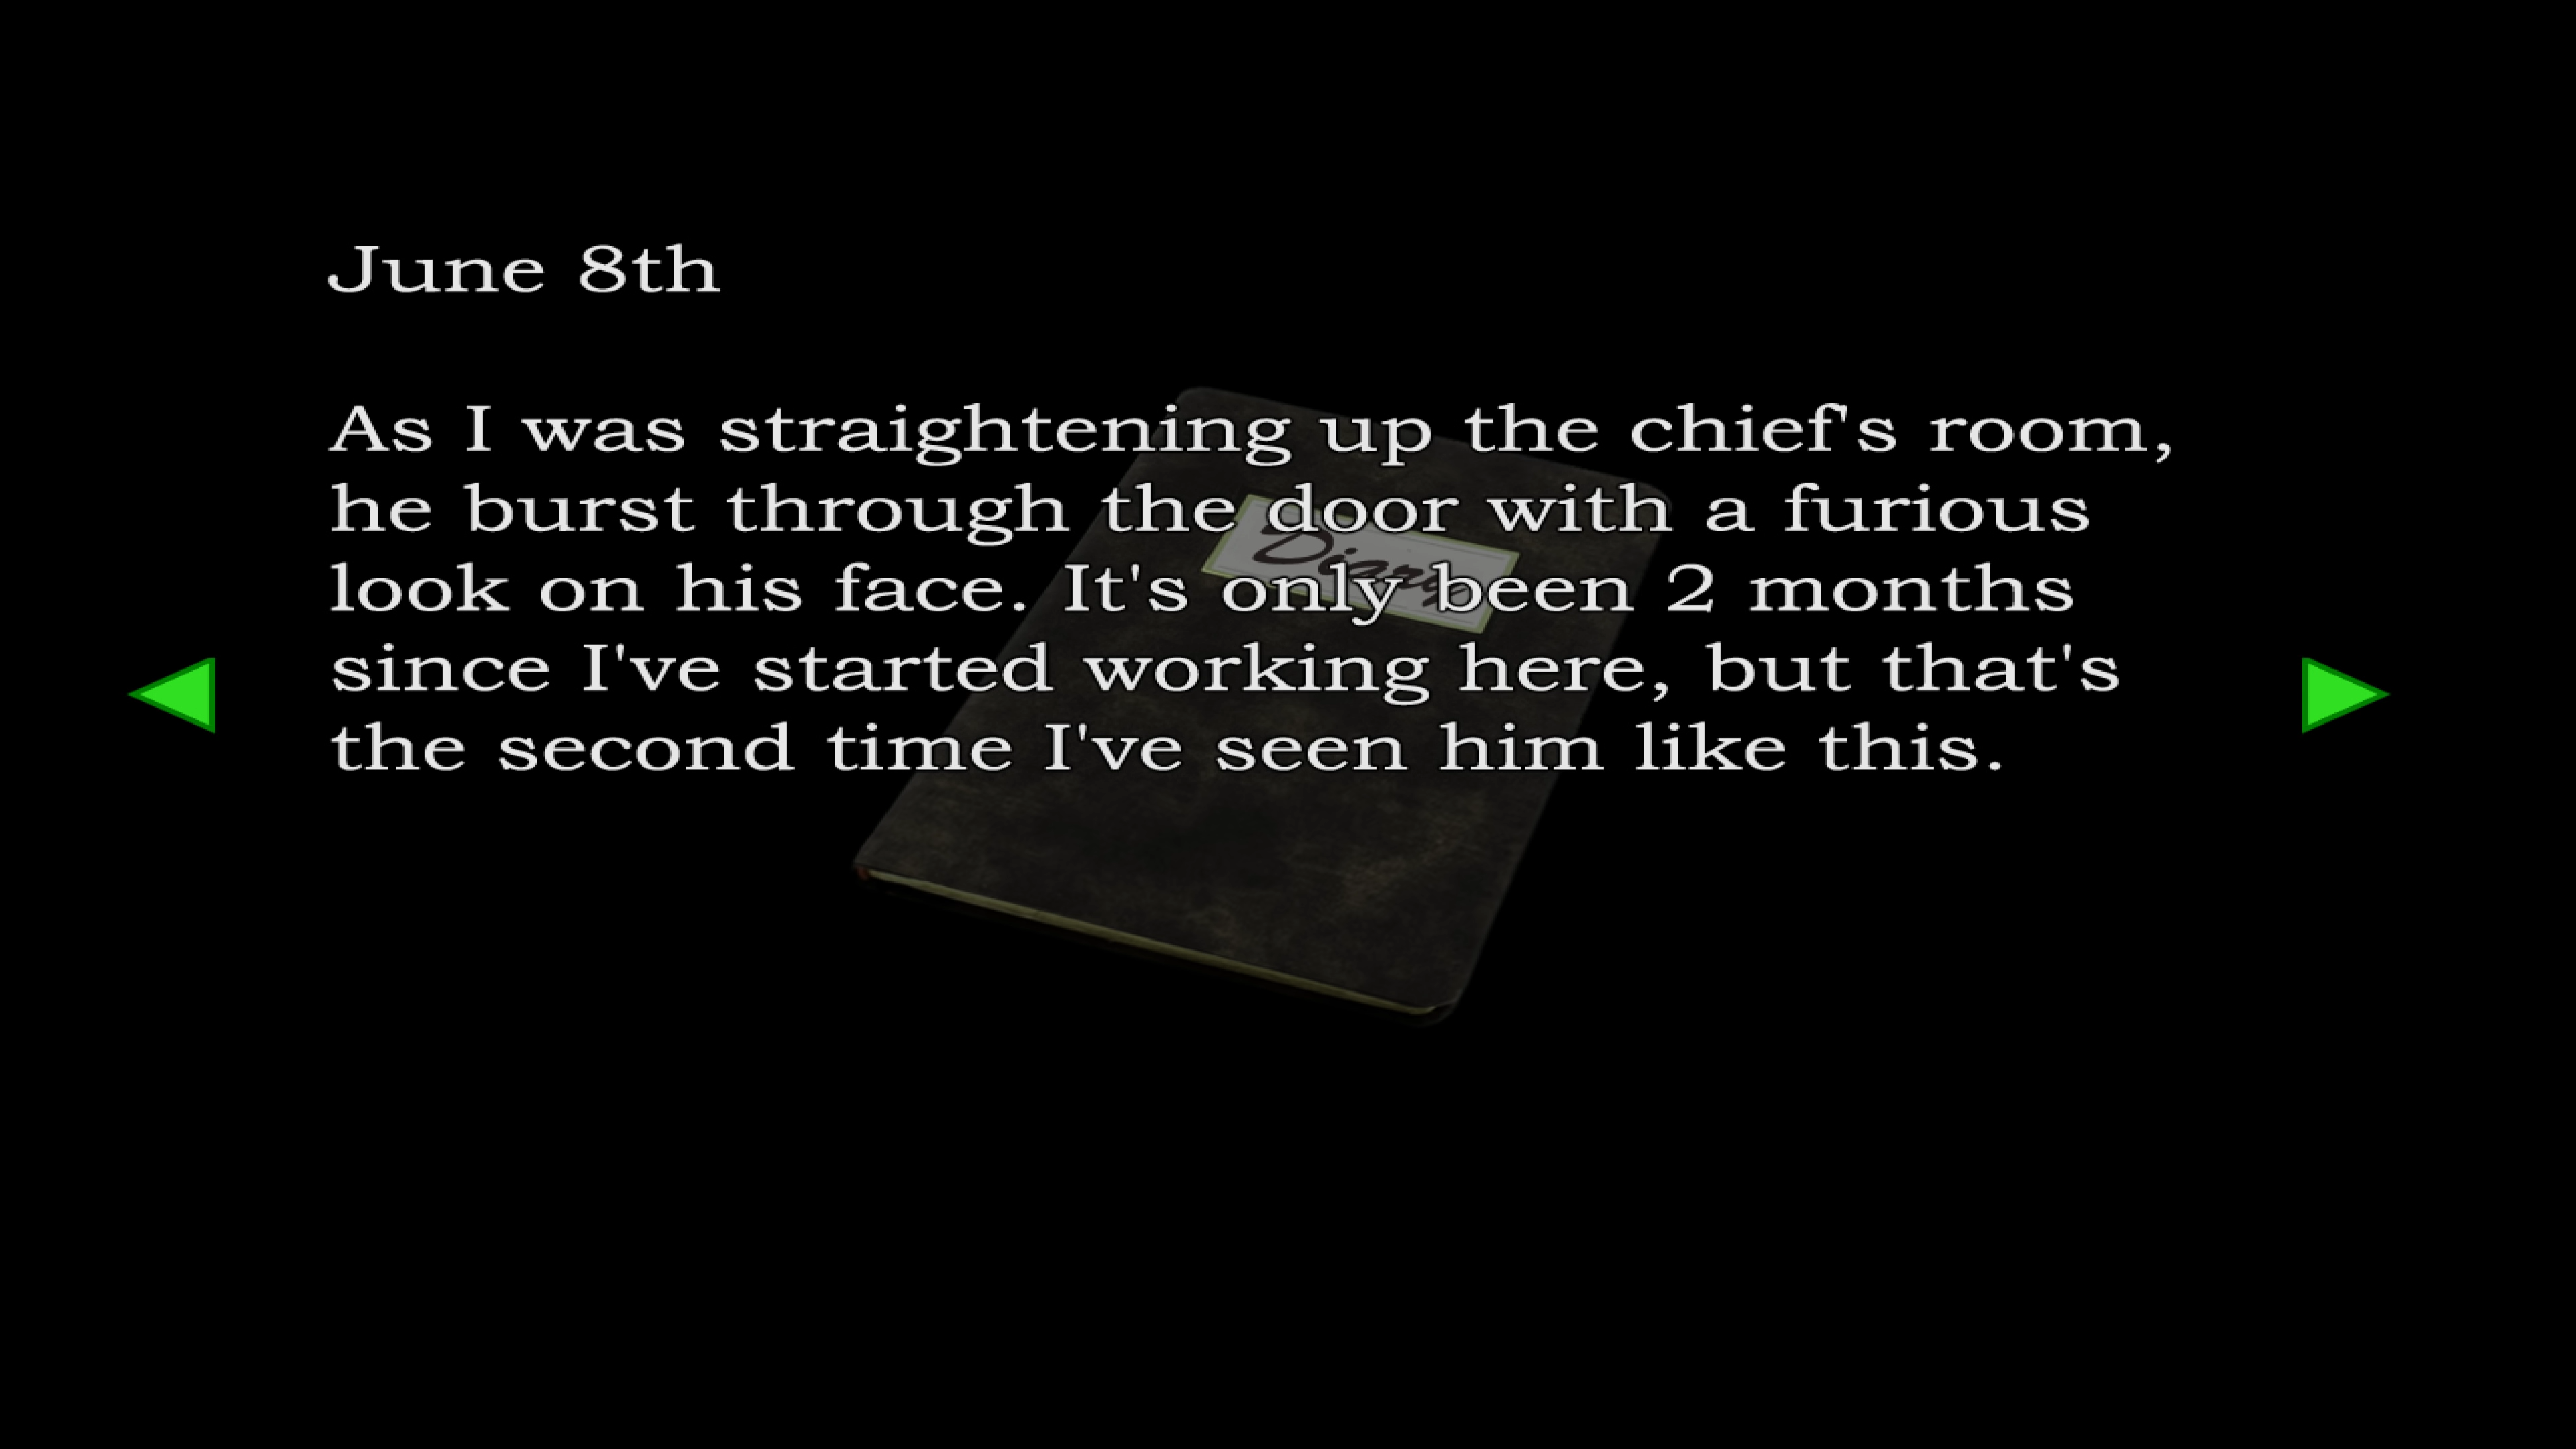 June 8th
As I was straightening up the chief's room,
he burst through the door with a furious
look on his face. It's only been 2 months
since I've started working here, but that's
the second time I've seen him like this.
Diary